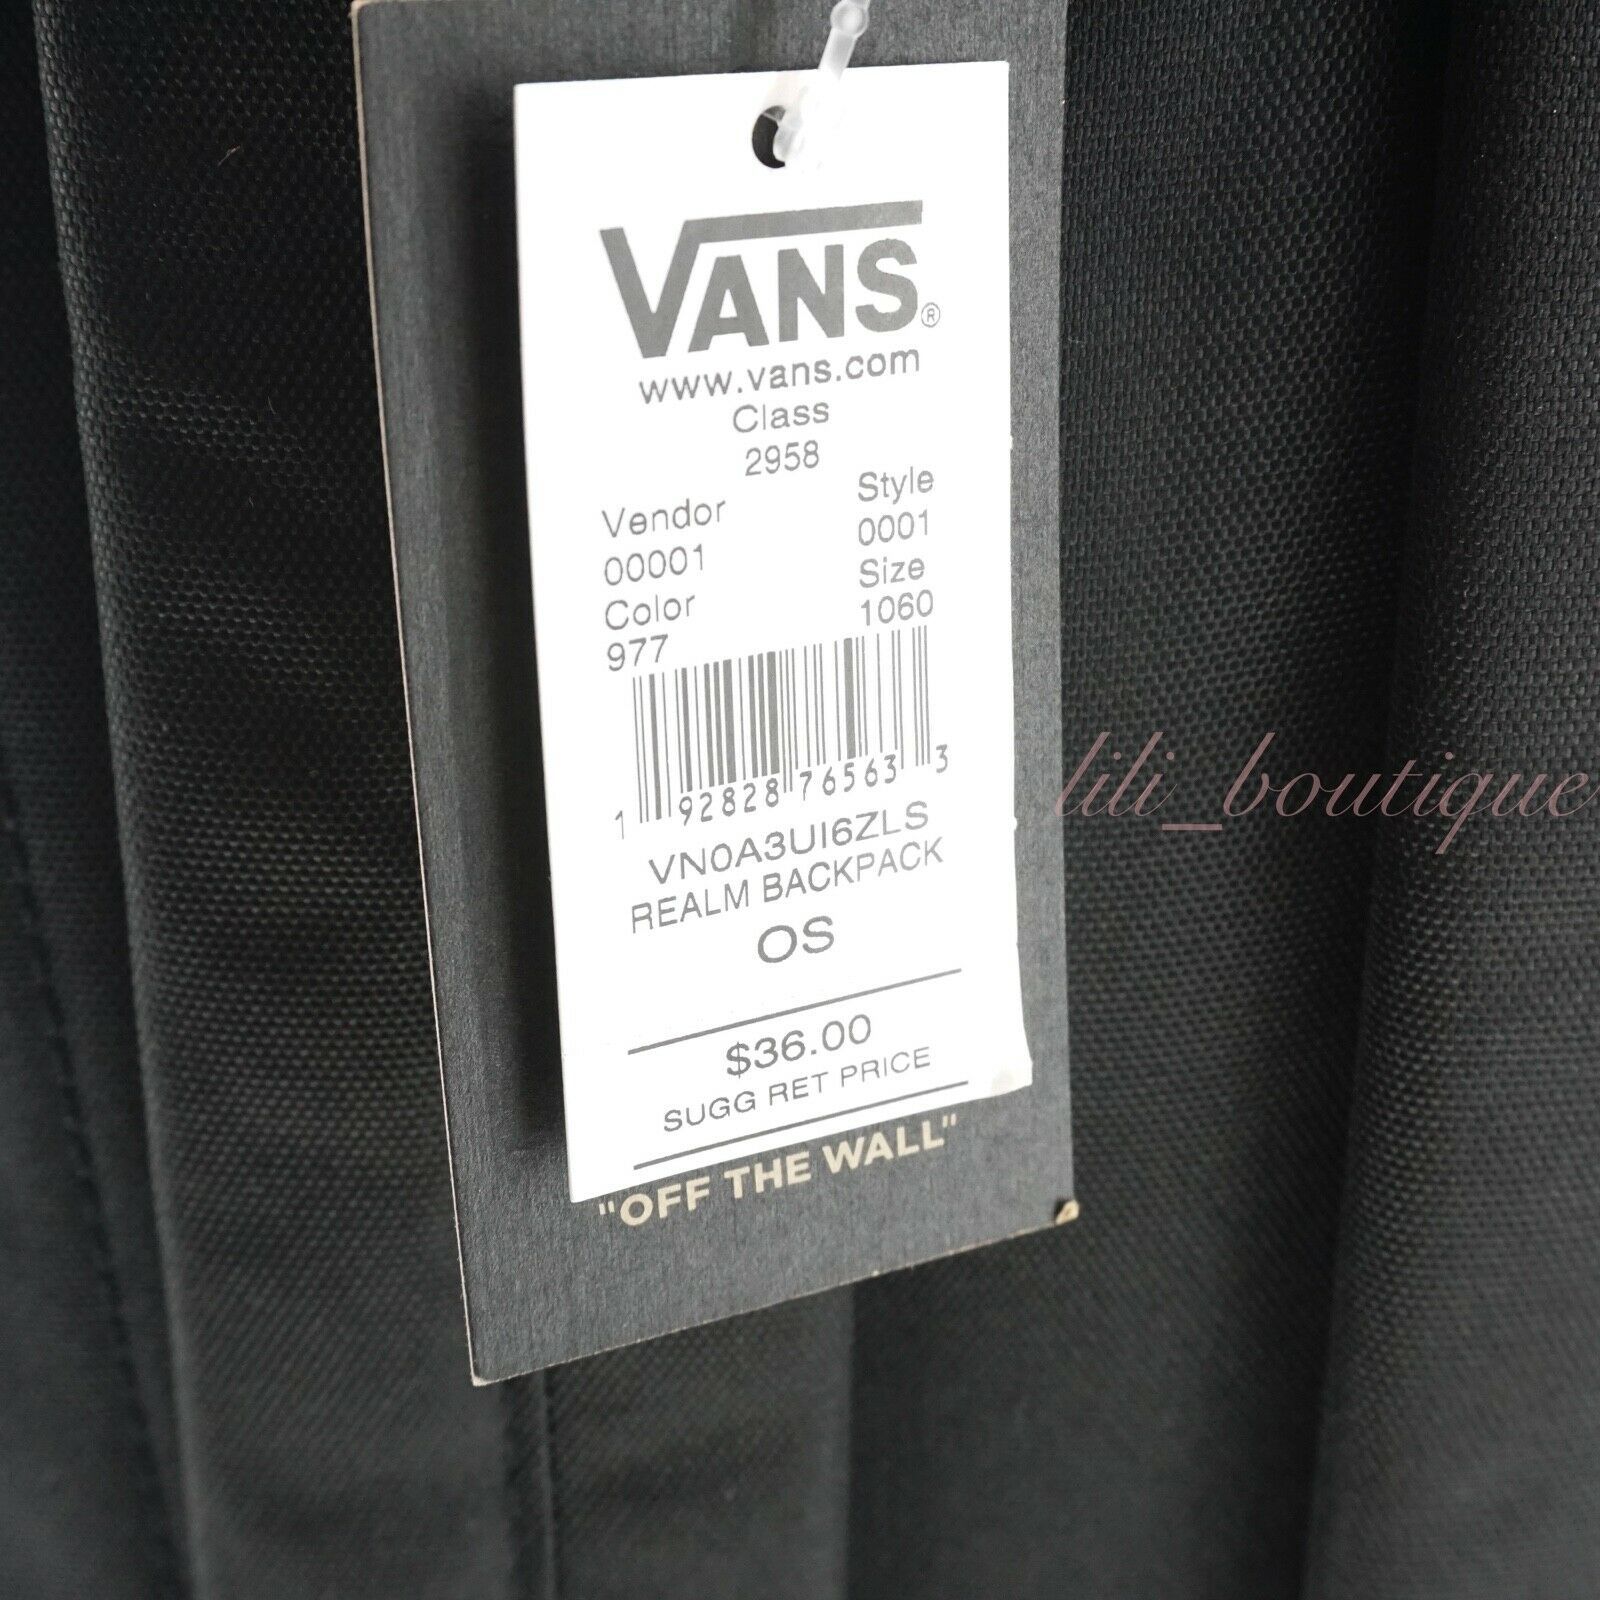 VANS®
www.vans.com
Class
2958
Vendor Style
00001 0001
Color Size
977 1060
1 92828 76563 3
VN0A3UI6ZLS
REALM BACKPACK
OS
$36.00
SUGG RET PRICE
"OFF THE WALL"
lili_boutique